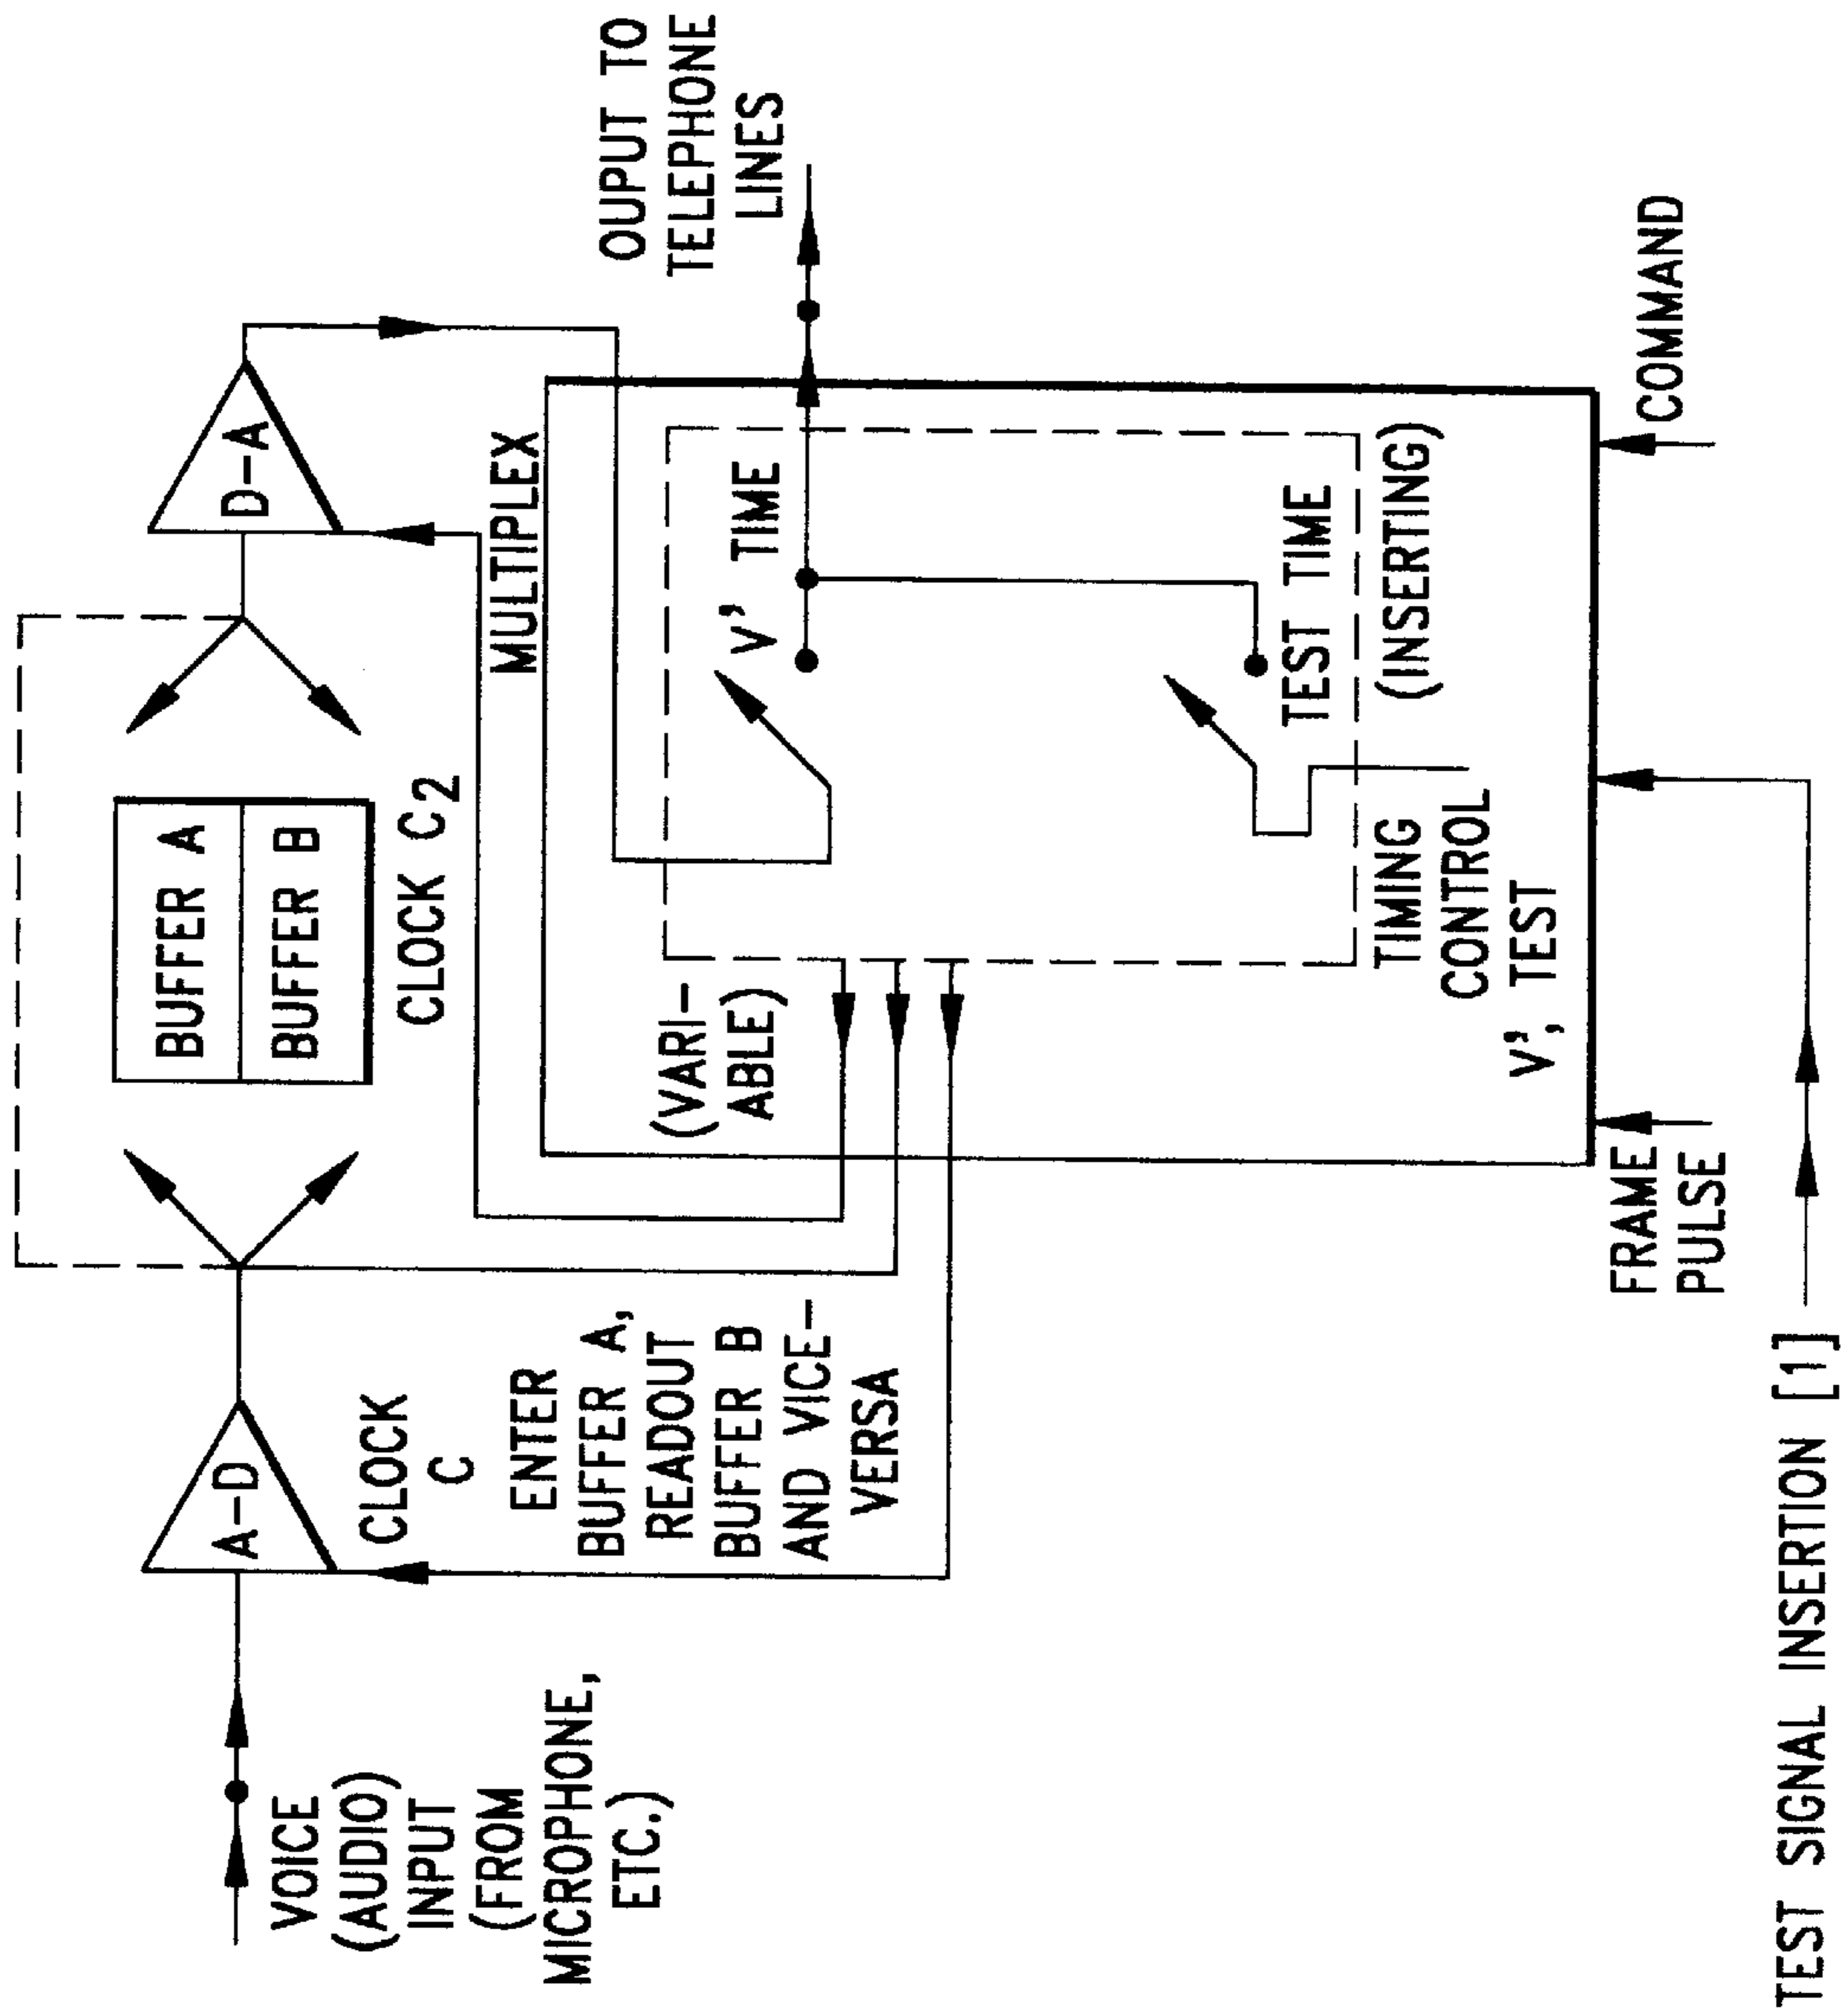 VOICE
(AUDIO)
INPUT
(FROM
MICROPHONE,
ETC.)
A-D
CLOCK
C
ENTER
BUFFER A,
READOUT
BUFFER B
AND VICE-
VERSA
BUFFER A
BUFFER B
CLOCK C2
D-A
MULTIPLEX
(VARI-
ABLE)
V' TIME
TEST TIME
(INSERTING)
TIMING
CONTROL
V', TEST
OUPUT TO
TELEPHONE
LINES
FRAME
PULSE
COMMAND
TEST SIGNAL INSERTION [1]